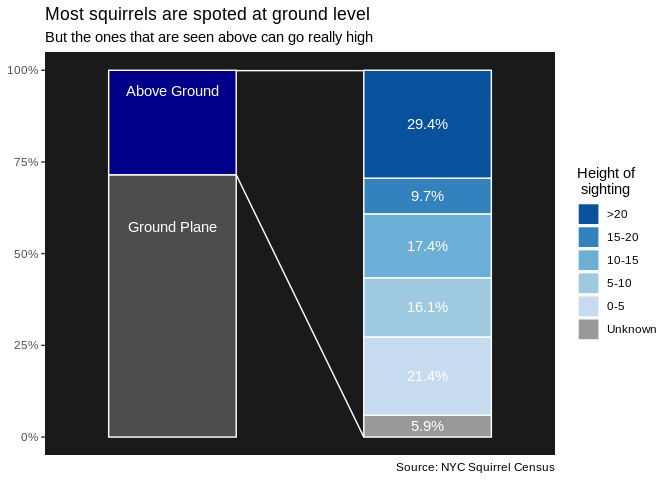 Most squirrels are spotted at ground level
But the ones that are seen above can go really high
100%
75%
50%
25%
0%
Above Ground
Ground Plane
29.4%
9.7%
17.4%
16.1%
21.4%
5.9%
Height of
sighting
>20
15-20
10-15
5-10
0-5
Unknown
Source: NYC Squirrel Census